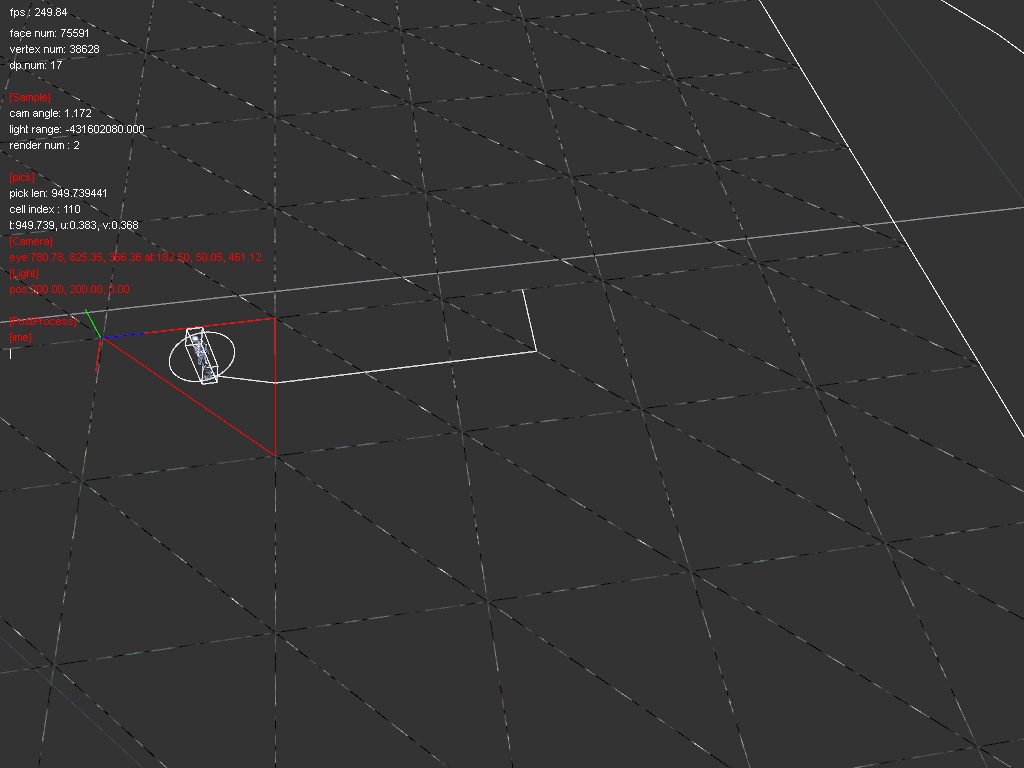 fps : 249.84
face num: 75591
vertex num: 38628
dp num: 17
[Sample]
cam angle: 1.172
light range: -431602080.000
render num : 2
[pick]
pick len: 949.739441
cell index : 110
t:949.739, u:0.383, v:0.368
[Camera]
eye:780.78, 825.35, 366.36 at:182.50, 50.05, 461.12
[Light]
pos:200.00, 200.00, 0.00
[PostProcess]
[Ime]